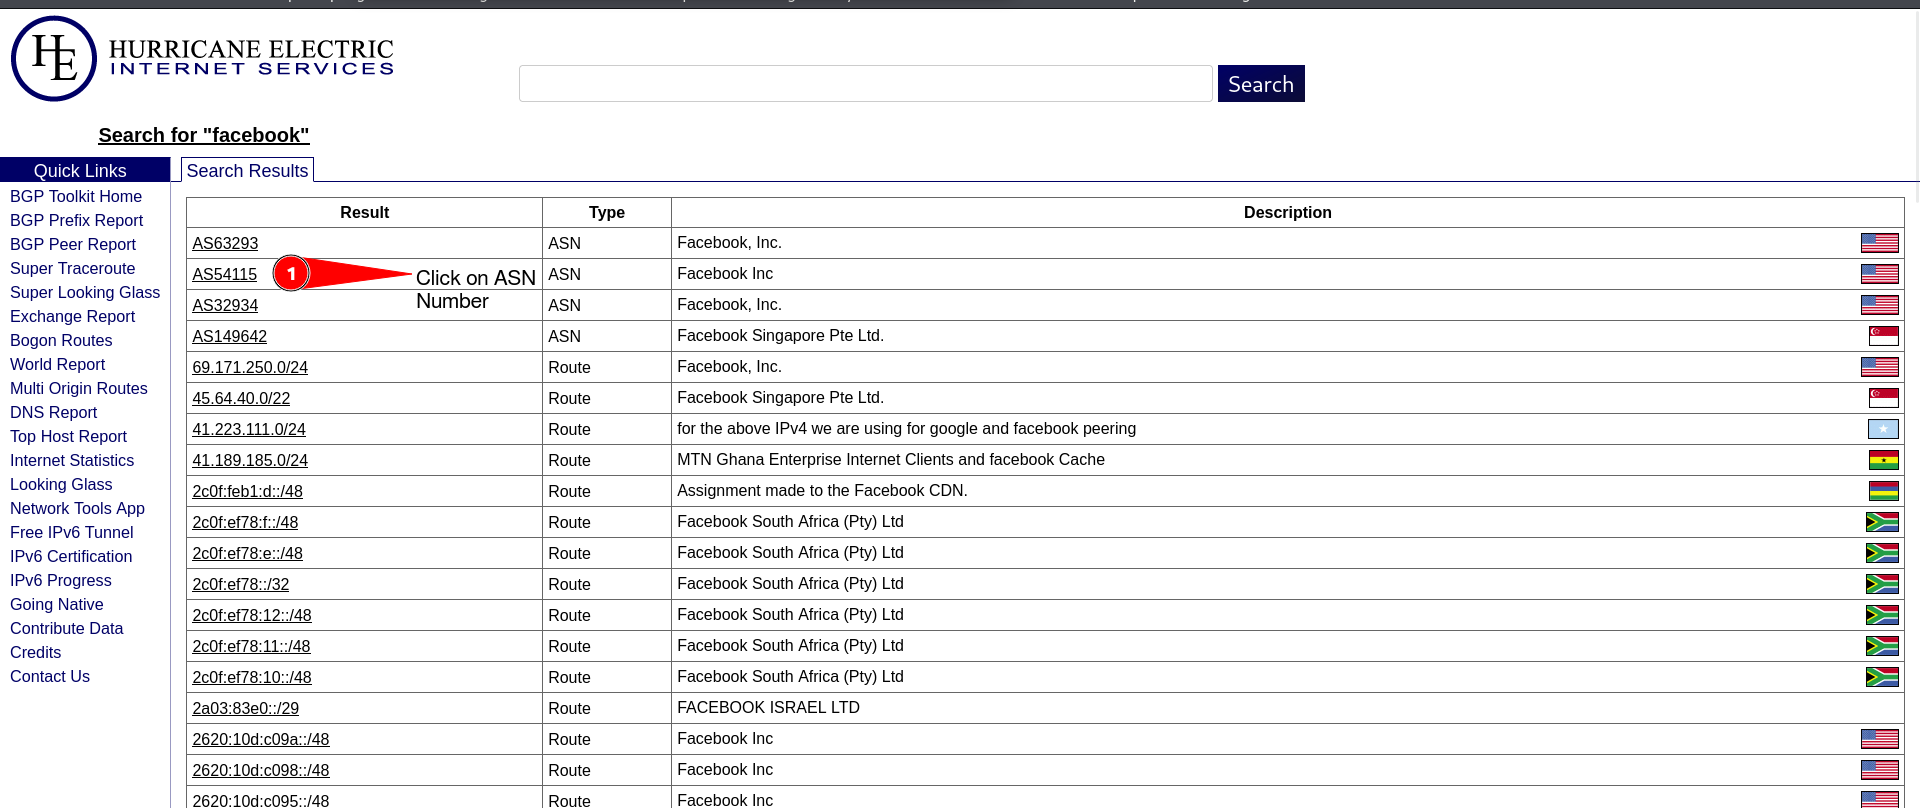 HE HURRICANE ELECTRIC
INTERNET SERVICES
Search
Search for "facebook"
Quick Links
BGP Toolkit Home
BGP Prefix Report
BGP Peer Report
Super Traceroute
Super Looking Glass
Exchange Report
Bogon Routes
World Report
Multi Origin Routes
DNS Report
Top Host Report
Internet Statistics
Looking Glass
Network Tools App
Free IPv6 Tunnel
IPv6 Certification
IPv6 Progress
Going Native
Contribute Data
Credits
Contact Us
Search Results
Result Type Description
AS63293 ASN Facebook, Inc.
AS54115 ASN Facebook Inc
1 Click on ASN
Number
AS32934 ASN Facebook, Inc.
AS149642 ASN Facebook Singapore Pte Ltd.
69.171.250.0/24 Route Facebook, Inc.
45.64.40.0/22 Route Facebook Singapore Pte Ltd.
41.223.111.0/24 Route for the above IPv4 we are using for google and facebook peering
41.189.185.0/24 Route MTN Ghana Enterprise Internet Clients and facebook Cache
2c0f:feb1:d::/48 Route Assignment made to the Facebook CDN.
2c0f:ef78:f::/48 Route Facebook South Africa (Pty) Ltd
2c0f:ef78:e::/48 Route Facebook South Africa (Pty) Ltd
2c0f:ef78::/32 Route Facebook South Africa (Pty) Ltd
2c0f:ef78:12::/48 Route Facebook South Africa (Pty) Ltd
2c0f:ef78:11::/48 Route Facebook South Africa (Pty) Ltd
2c0f:ef78:10::/48 Route Facebook South Africa (Pty) Ltd
2a03:83e0::/29 Route FACEBOOK ISRAEL LTD
2620:10d:c09a::/48 Route Facebook Inc
2620:10d:c098::/48 Route Facebook Inc
2620:10d:c095::/48 Route Facebook Inc